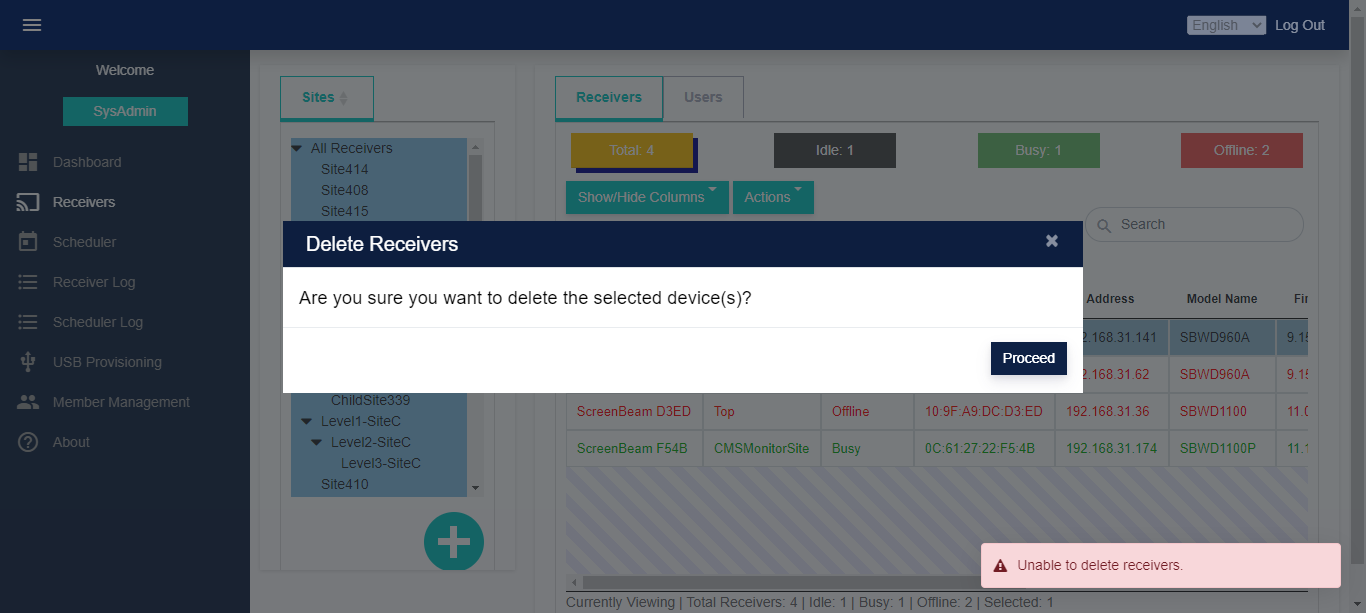 English Log Out
Welcome
SysAdmin
Dashboard
Receivers
Scheduler
Receiver Log
Scheduler Log
USB Provisioning
Member Management
About
Sites
All Receivers
Site414
Site408
Site415
ChildSite339
Level1-SiteC
Level2-SiteC
Level3-SiteC
Site410
Receivers Users
Total: 4 Idle: 1 Busy: 1 Offline: 2
Show/Hide Columns Actions
Search
Delete Receivers
Are you sure you want to delete the selected device(s)?
Proceed
Address Model Name Fir
2.168.31.141 SBWD960A 9.15
2.168.31.62 SBWD960A 9.15
ScreenBeam D3ED Top Offline 10:9F:A9:DC:D3:ED 192.168.31.36 SBWD1100 11.0
ScreenBeam F54B CMSMonitorSite Busy 0C:61:27:22:F5:4B 192.168.31.174 SBWD1100P 11.1
Unable to delete receivers.
Currently Viewing | Total Receivers: 4 | Idle: 1 | Busy: 1 | Offline: 2 | Selected: 1